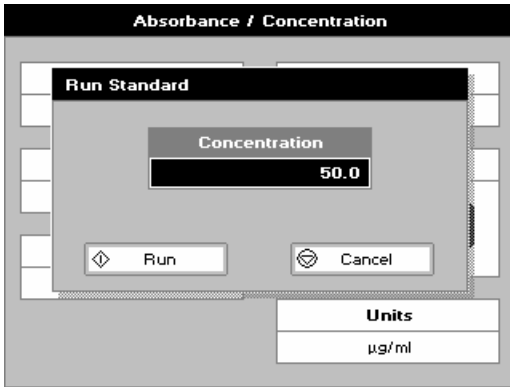 Absorbance / Concentration
Run Standard
Concentration
50.0
Run
Cancel
Units
µg/ml